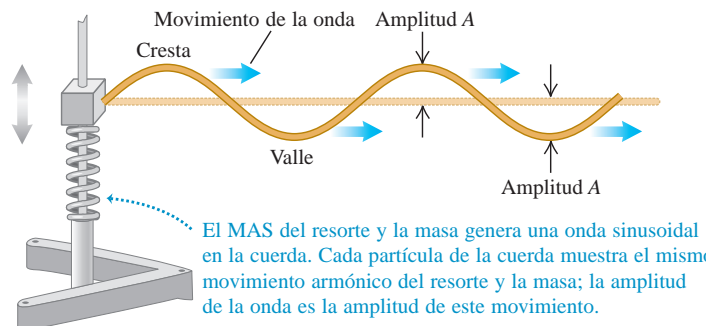 Movimiento de la onda
Amplitud A
Cresta
Valle
Amplitud A
El MAS del resorte y la masa genera una onda sinusoidal
en la cuerda. Cada partícula de la cuerda muestra el mismo
movimiento armónico del resorte y la masa; la amplitud
de la onda es la amplitud de este movimiento.